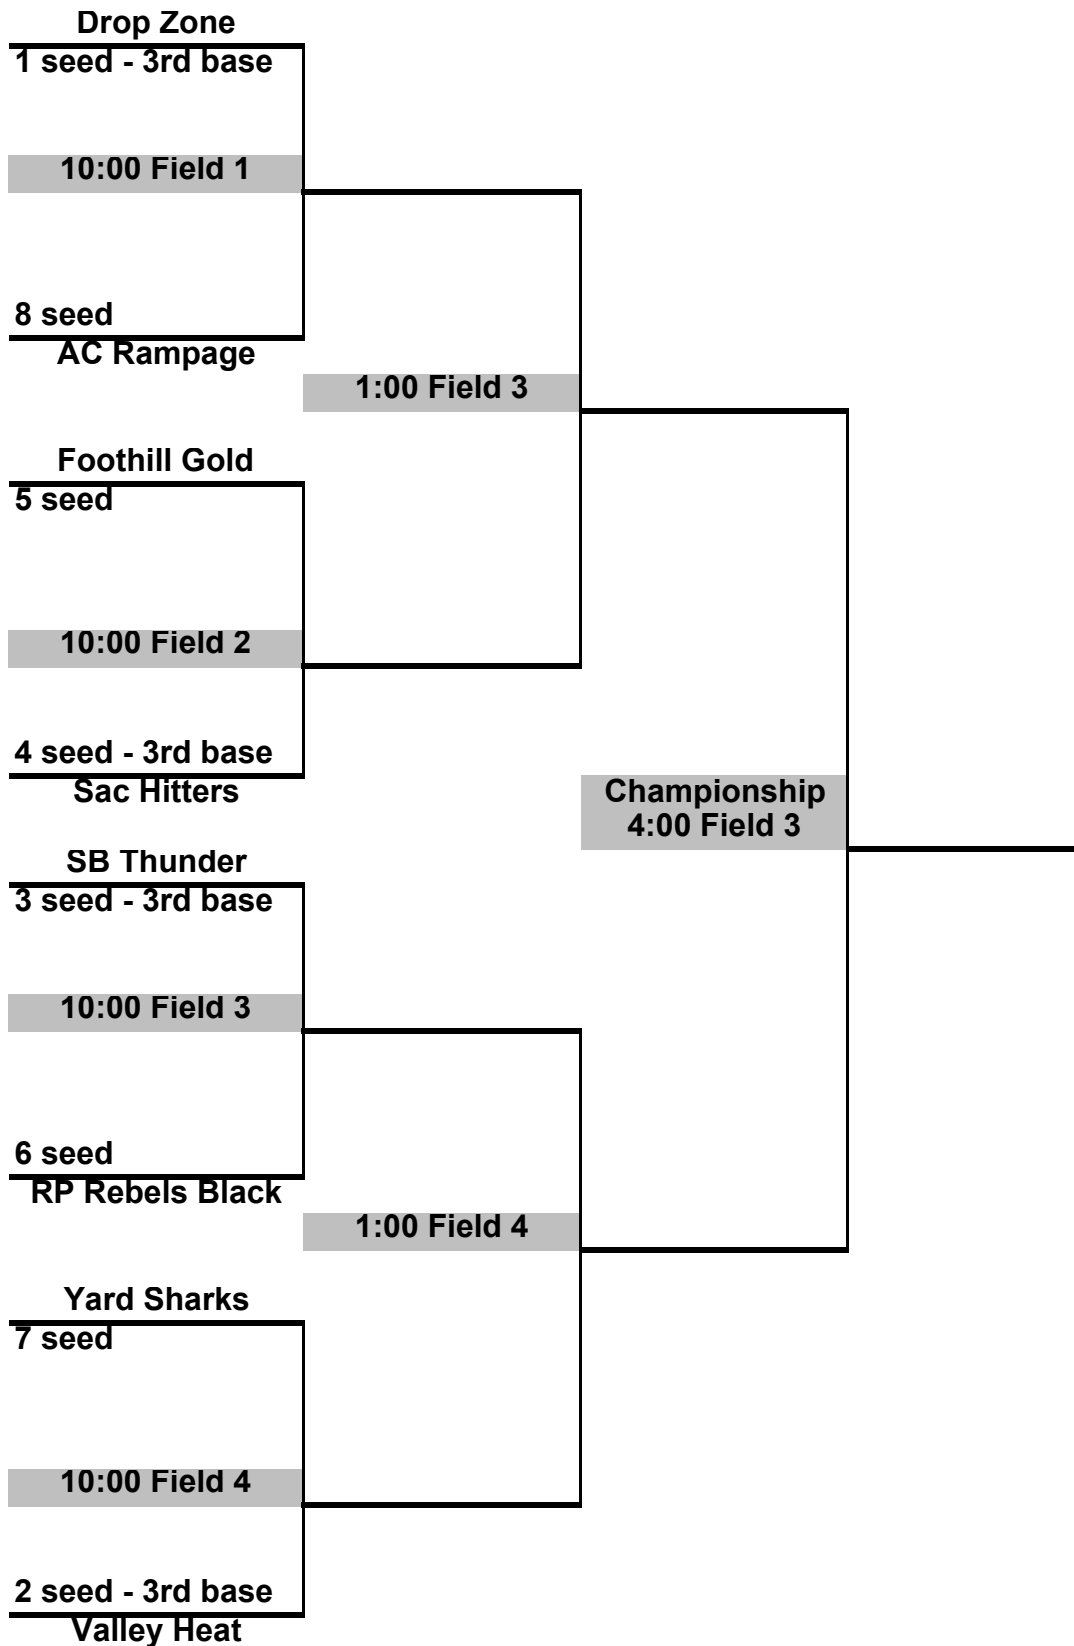 Drop Zone
1 seed - 3rd base
10:00 Field 1
8 seed
AC Rampage
1:00 Field 3
Foothill Gold
5 seed
10:00 Field 2
4 seed - 3rd base
Sac Hitters
Championship
4:00 Field 3
SB Thunder
3 seed - 3rd base
10:00 Field 3
6 seed
RP Rebels Black
1:00 Field 4
Yard Sharks
7 seed
10:00 Field 4
2 seed - 3rd base
Valley Heat